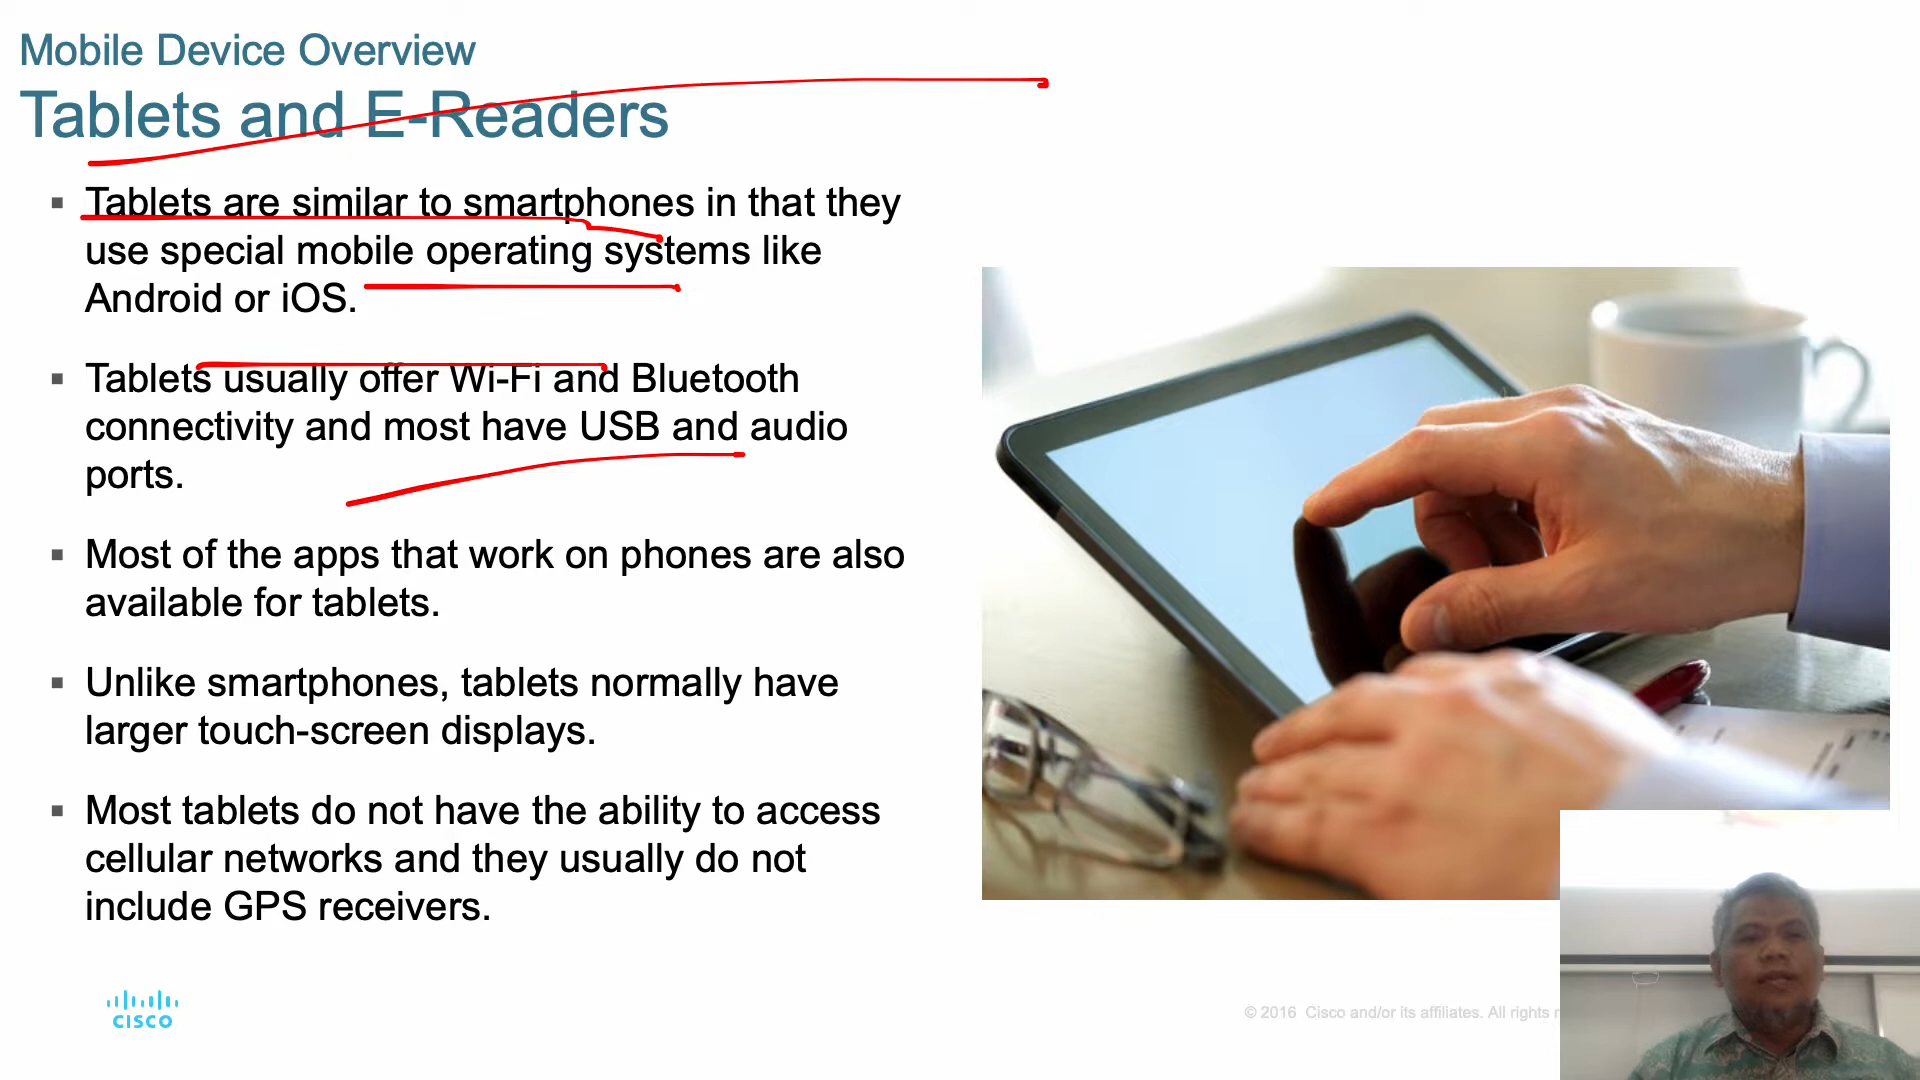 Mobile Device Overview
Tablets and E-Readers
▪ Tablets are similar to smartphones in that they
use special mobile operating systems like
Android or iOS.
▪ Tablets usually offer Wi-Fi and Bluetooth
connectivity and most have USB and audio
ports.
▪ Most of the apps that work on phones are also
available for tablets.
▪ Unlike smartphones, tablets normally have
larger touch-screen displays.
▪ Most tablets do not have the ability to access
cellular networks and they usually do not
include GPS receivers.
CISCO
© 2016 Cisco and/or its affiliates. All rights